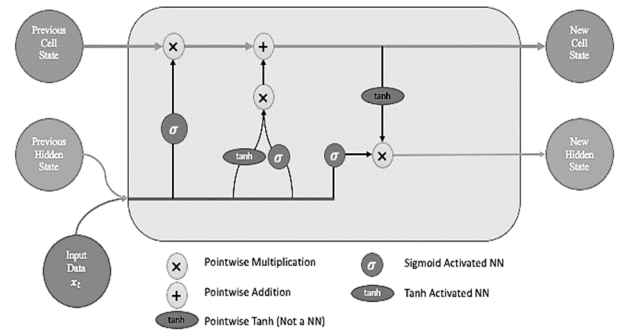 Previous
Cell
State
New
Cell
State
×
+
tanh
×
σ
Previous
Hidden
State
tanh
σ
σ
×
New
Hidden
State
Input
Data
xₜ
× Pointwise Multiplication
σ Sigmoid Activated NN
+ Pointwise Addition
tanh Tanh Activated NN
tanh Pointwise Tanh (Not a NN)